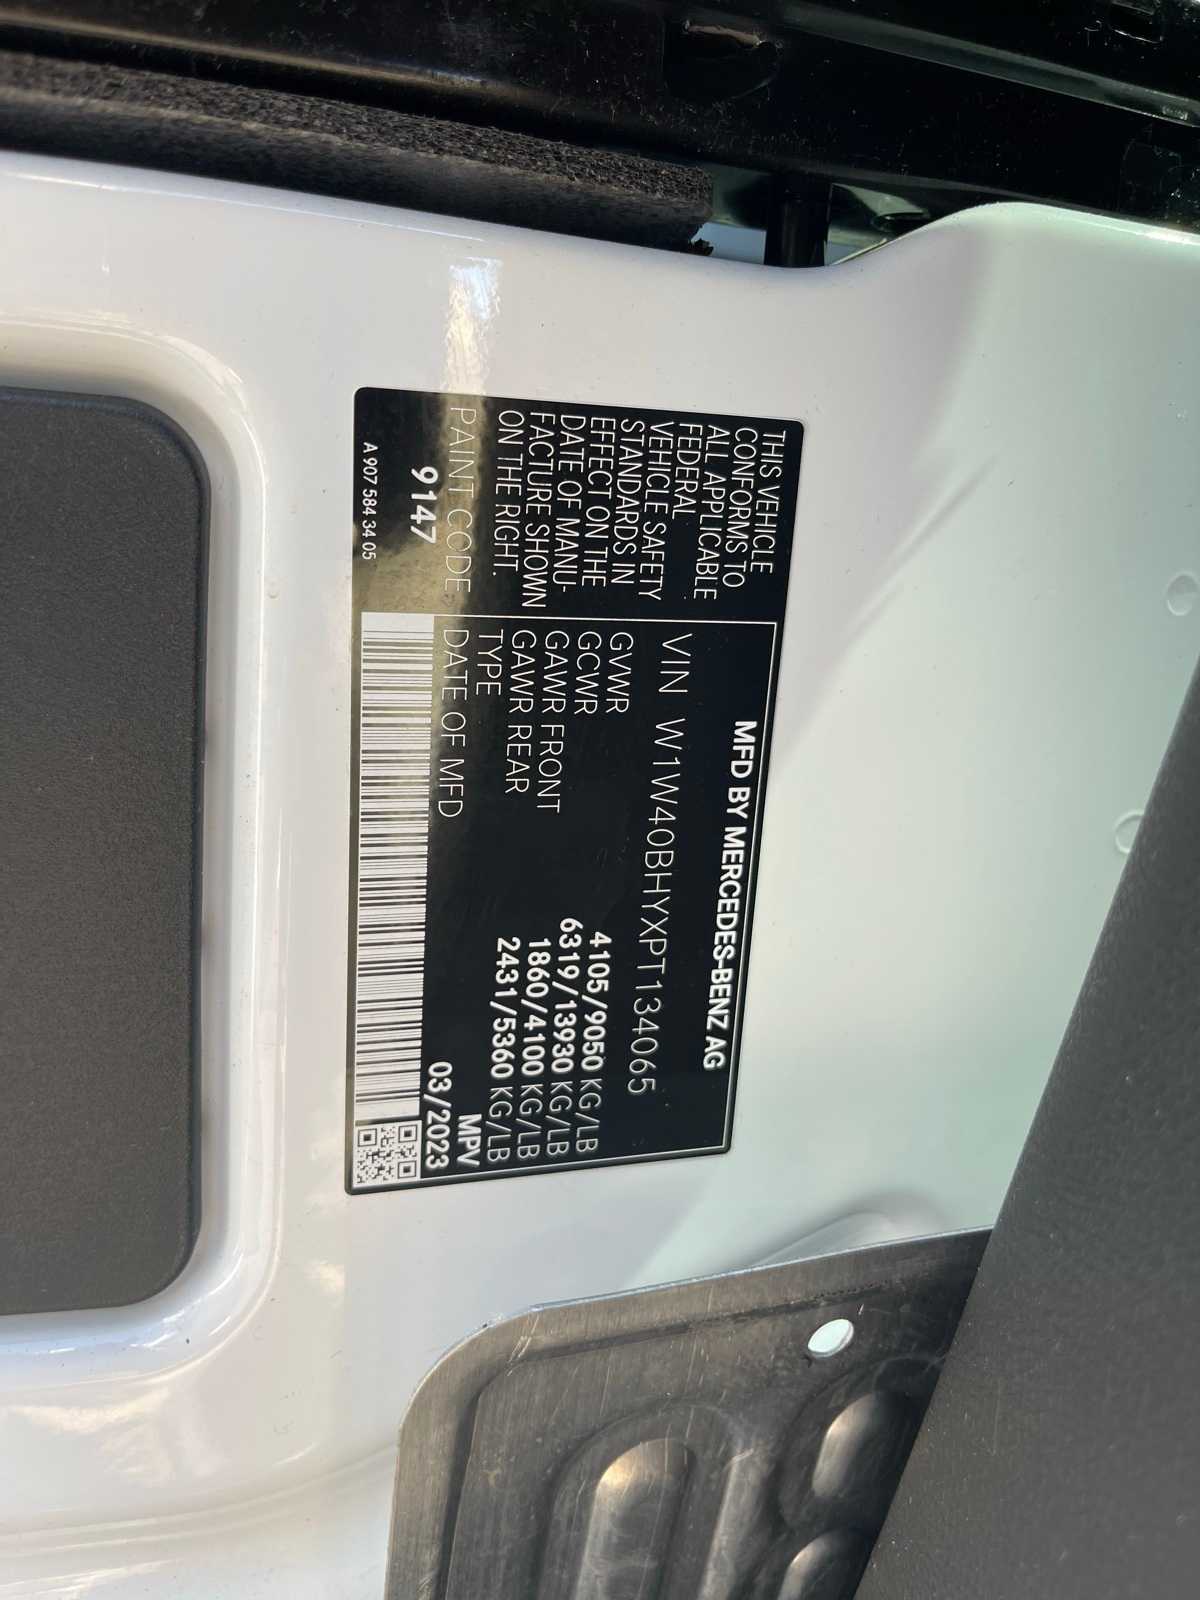 THIS VEHICLE
CONFORMS TO
ALL APPLICABLE
FEDERAL
VEHICLE SAFETY
STANDARDS IN
EFFECT ON THE
DATE OF MANU-
FACTURE SHOWN
ON THE RIGHT.
PAINT CODE
9147
A 907 584 34 05
MFD BY MERCEDES-BENZ AG
VIN W1W40BHYXPT134065
GVWR 4105/9050 KG/LB
GCWR 6319/13930 KG/LB
GAWR FRONT 1860/4100 KG/LB
GAWR REAR 2431/5360 KG/LB
TYPE MPV
DATE OF MFD 03/2023